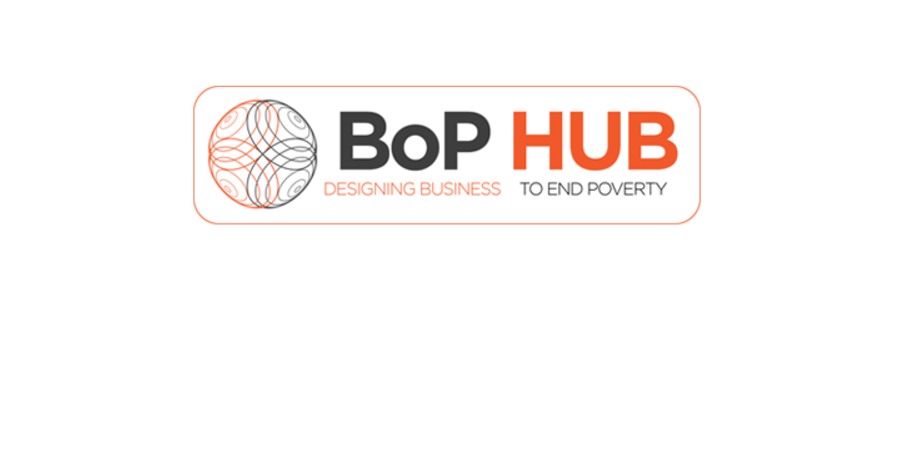 BoP HUB
DESIGNING BUSINESS TO END POVERTY